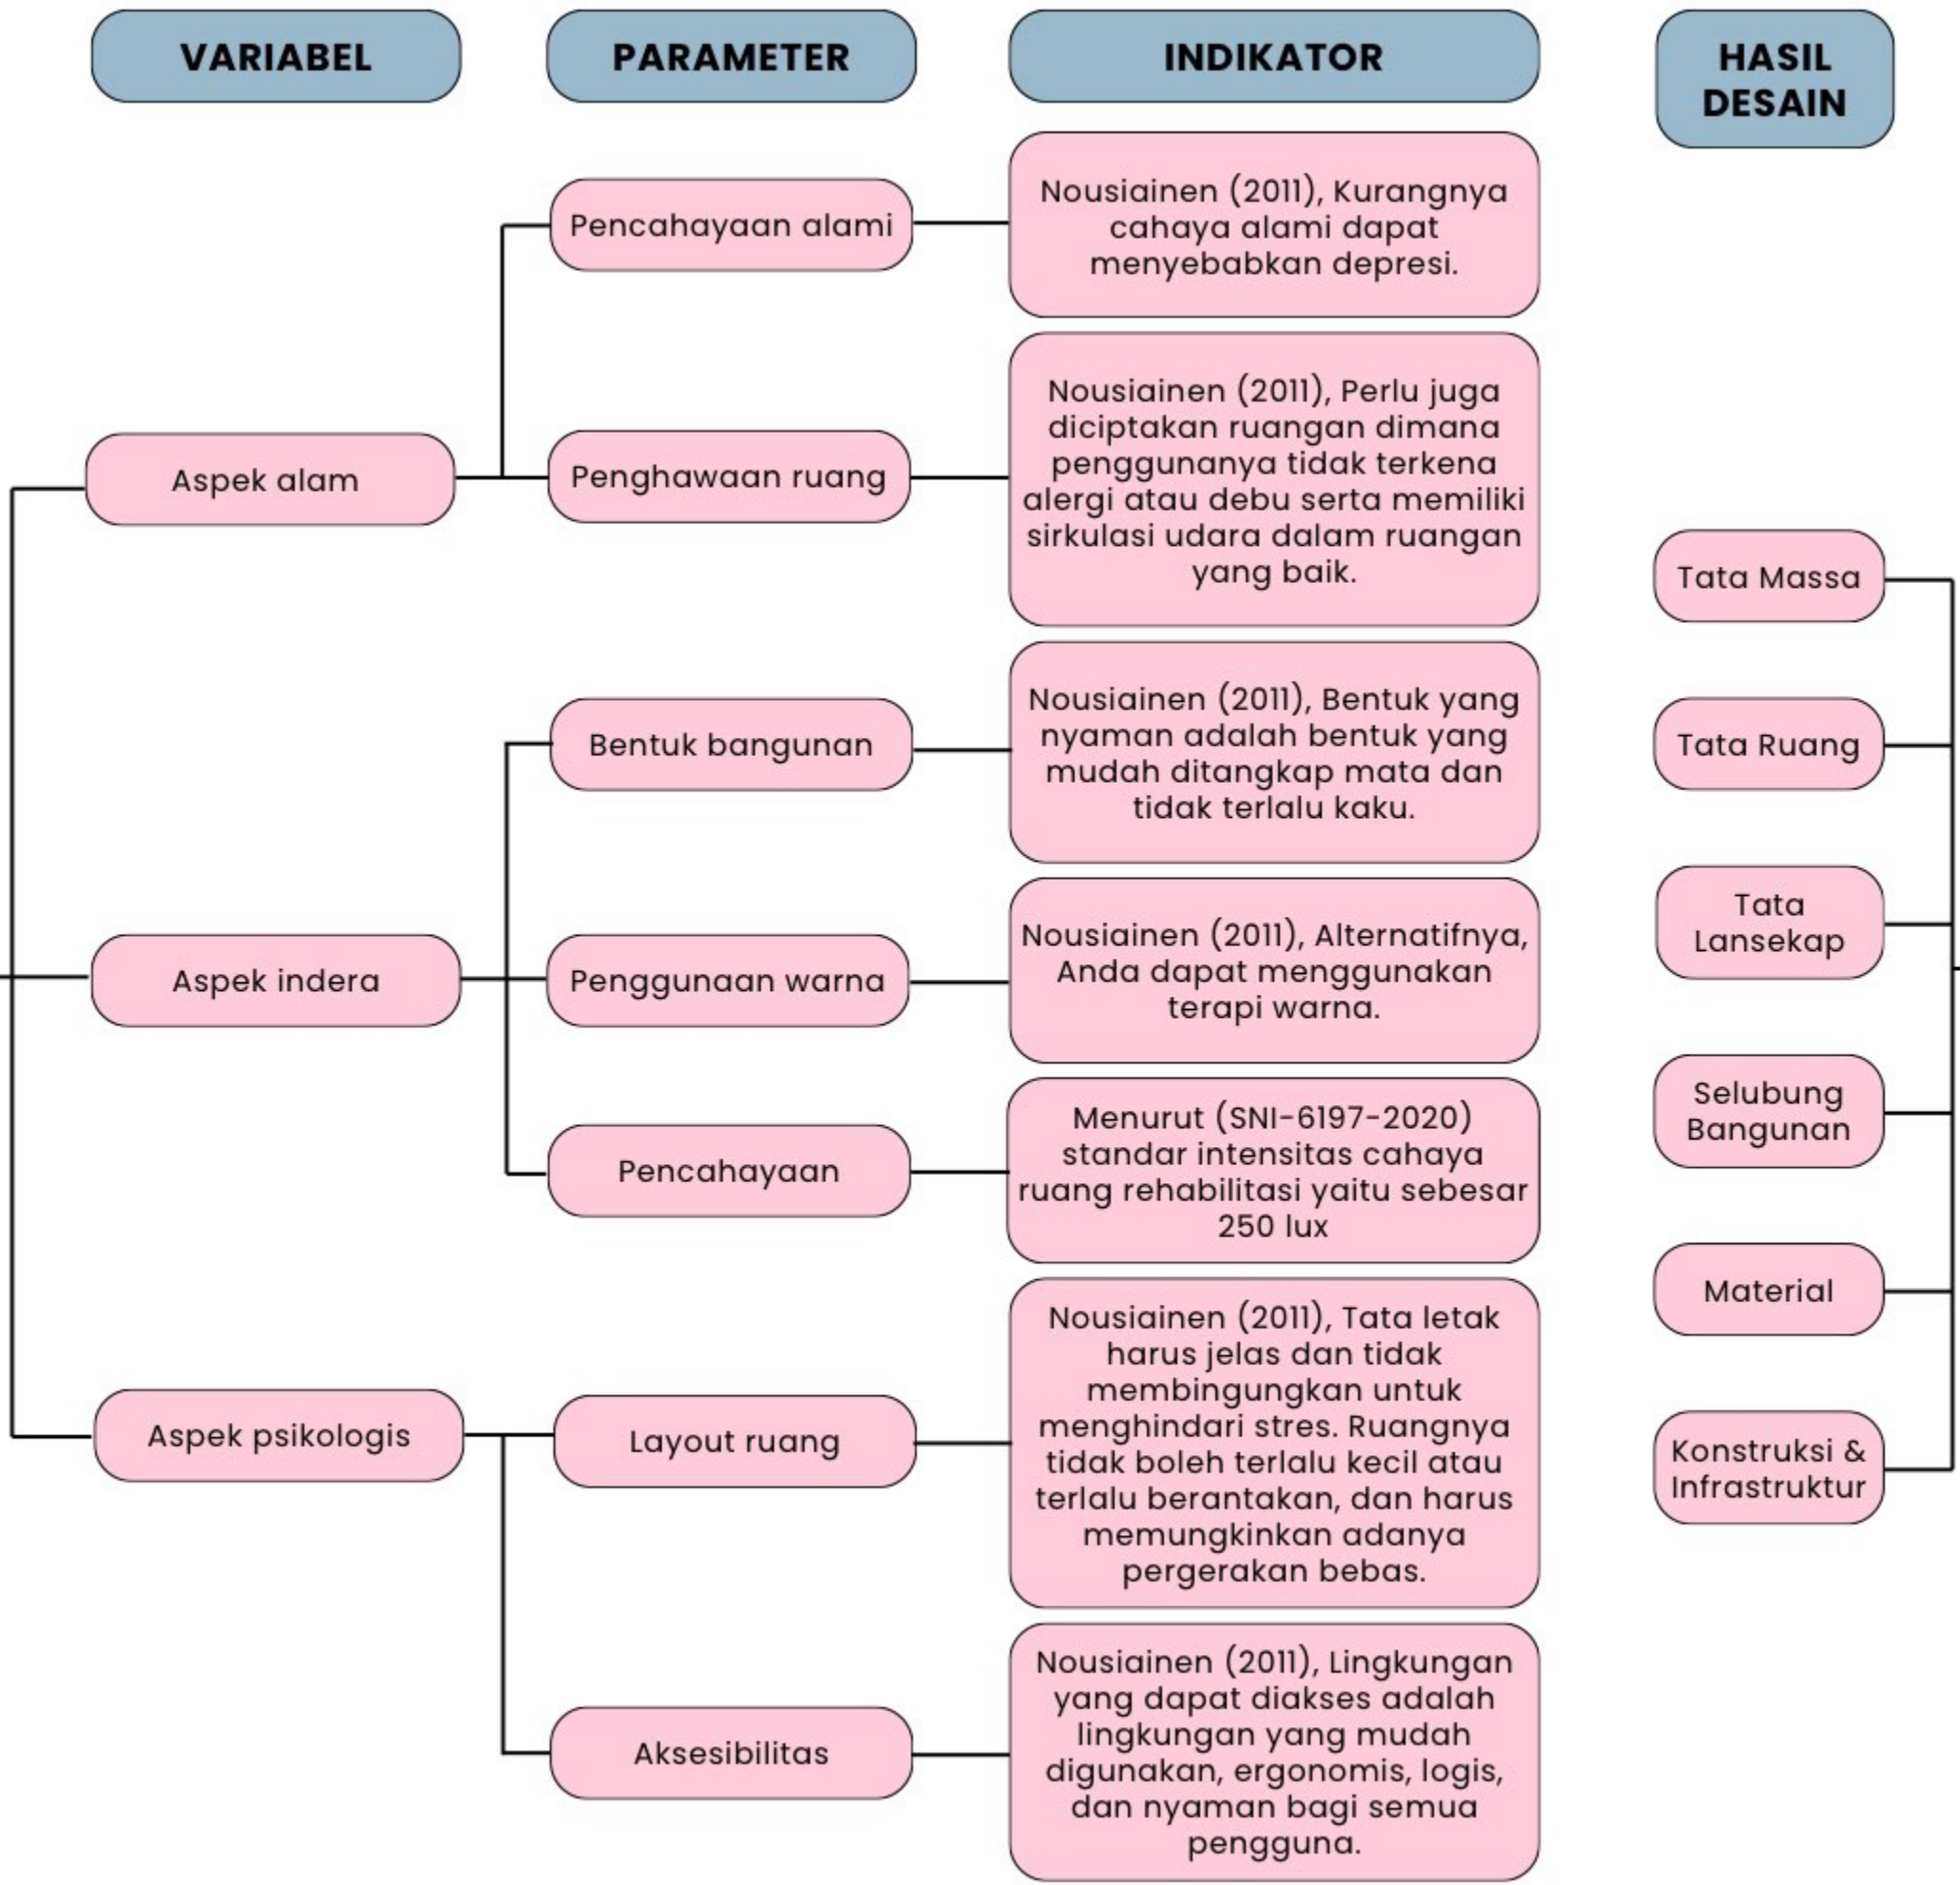 VARIABEL
PARAMETER
INDIKATOR
HASIL
DESAIN
Aspek alam
Pencahayaan alami
Nousiainen (2011), Kurangnya
cahaya alami dapat
menyebabkan depresi.
Penghawaan ruang
Nousiainen (2011), Perlu juga
diciptakan ruangan dimana
penggunanya tidak terkena
alergi atau debu serta memiliki
sirkulasi udara dalam ruangan
yang baik.
Aspek indera
Bentuk bangunan
Nousiainen (2011), Bentuk yang
nyaman adalah bentuk yang
mudah ditangkap mata dan
tidak terlalu kaku.
Penggunaan warna
Nousiainen (2011), Alternatifnya,
Anda dapat menggunakan
terapi warna.
Pencahayaan
Menurut (SNI-6197-2020)
standar intensitas cahaya
ruang rehabilitasi yaitu sebesar
250 lux
Aspek psikologis
Layout ruang
Nousiainen (2011), Tata letak
harus jelas dan tidak
membingungkan untuk
menghindari stres. Ruangnya
tidak boleh terlalu kecil atau
terlalu berantakan, dan harus
memungkinkan adanya
pergerakan bebas.
Aksesibilitas
Nousiainen (2011), Lingkungan
yang dapat diakses adalah
lingkungan yang mudah
digunakan, ergonomis, logis,
dan nyaman bagi semua
pengguna.
Tata Massa
Tata Ruang
Tata
Lansekap
Selubung
Bangunan
Material
Konstruksi &
Infrastruktur